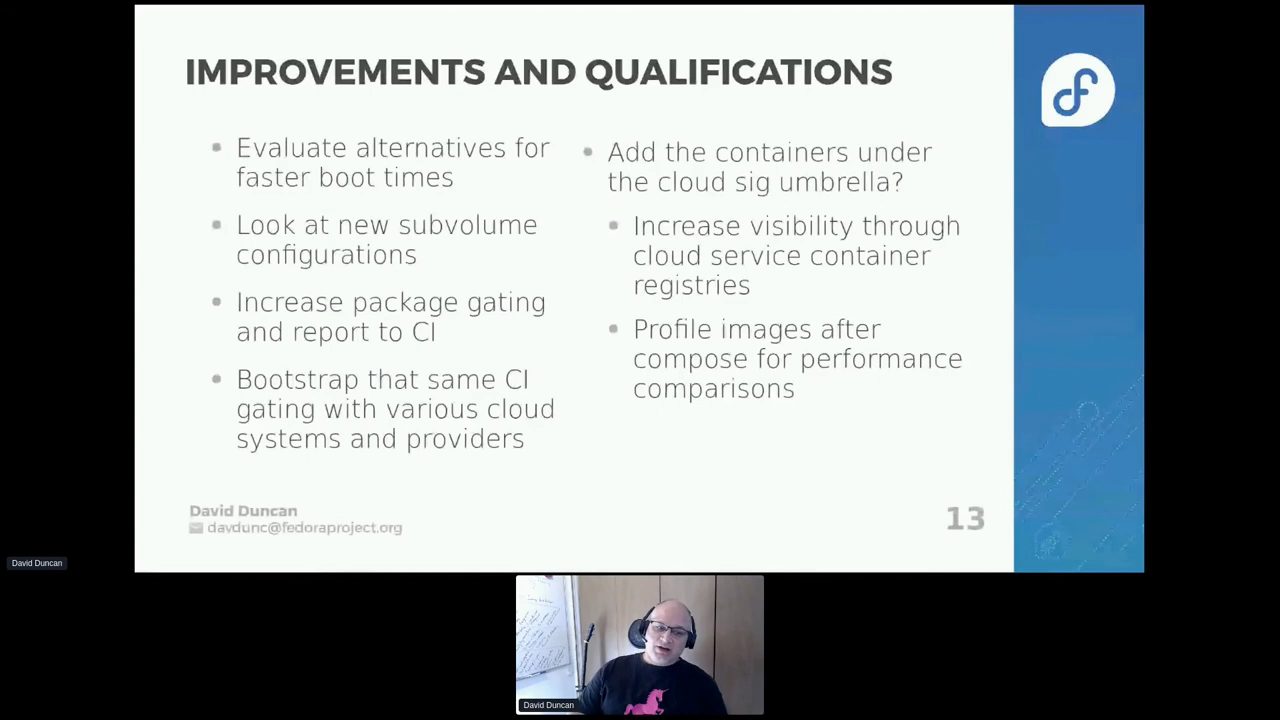 IMPROVEMENTS AND QUALIFICATIONS
Evaluate alternatives for
faster boot times
Look at new subvolume
configurations
Increase package gating
and report to CI
Bootstrap that same CI
gating with various cloud
systems and providers
Add the containers under
the cloud sig umbrella?
Increase visibility through
cloud service container
registries
Profile images after
compose for performance
comparisons
David Duncan
davdunc@fedoraproject.org
13
David Duncan
David Duncan